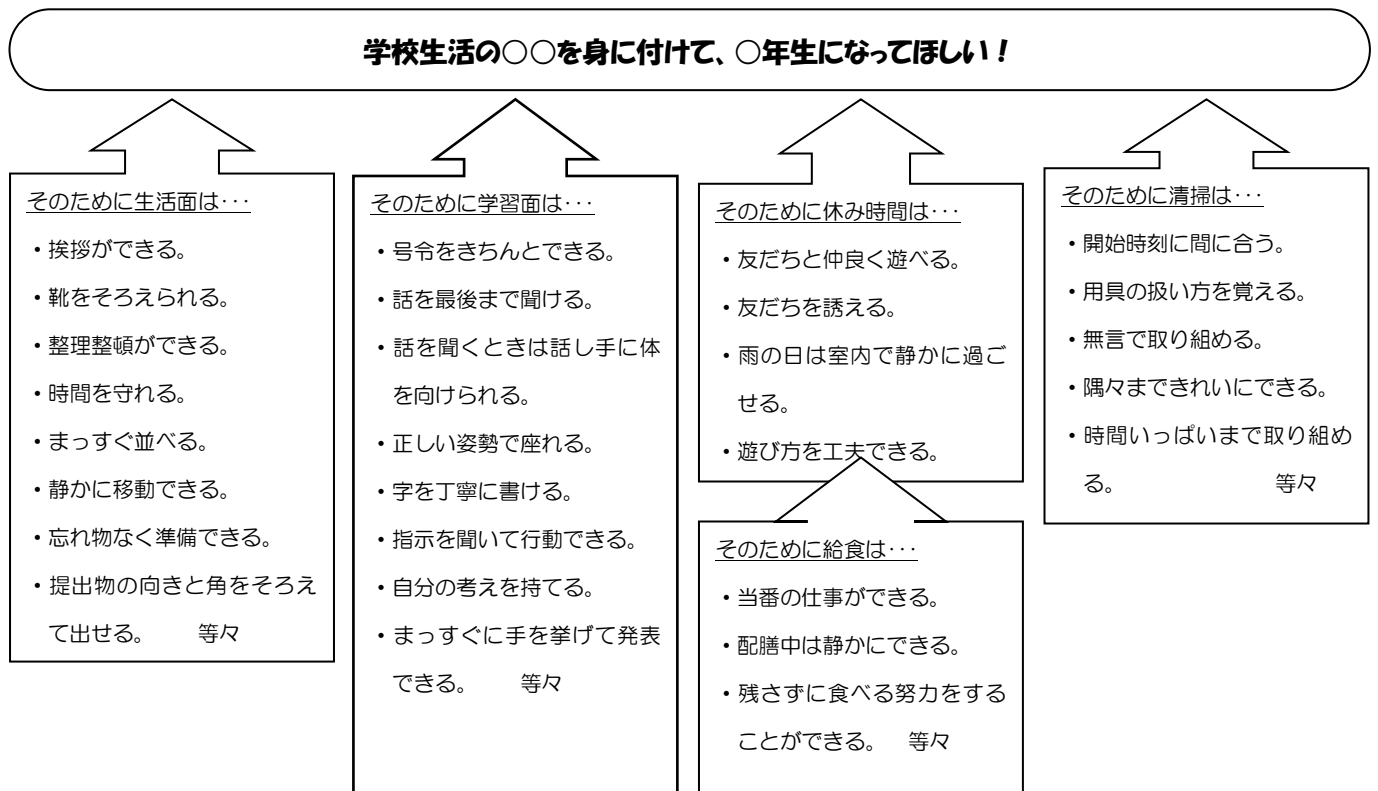 学校生活の○○を身に付けて、○年生になってほしい！
そのために生活面は･･･
・挨拶ができる。
・靴をそろえられる。
・整理整頓ができる。
・時間を守れる。
・まっすぐ並べる。
・静かに移動できる。
・忘れ物なく準備できる。
・提出物の向きと角をそろえ
て出せる。　　等々
そのために学習面は･･･
・号令をきちんとできる。
・話を最後まで聞ける。
・話を聞くときは話し手に体
を向けられる。
・正しい姿勢で座れる。
・字を丁寧に書ける。
・指示を聞いて行動できる。
・自分の考えを持てる。
・まっすぐに手を挙げて発表
できる。　　等々
そのために休み時間は･･･
・友だちと仲良く遊べる。
・友だちを誘える。
・雨の日は室内で静かに過ご
せる。
・遊び方を工夫できる。
そのために給食は･･･
・当番の仕事ができる。
・配膳中は静かにできる。
・残さずに食べる努力をする
ことができる。　等々
そのために清掃は･･･
・開始時刻に間に合う。
・用具の扱い方を覚える。
・無言で取り組める。
・隅々まできれいにできる。
・時間いっぱいまで取り組め
る。　　　　　　　等々